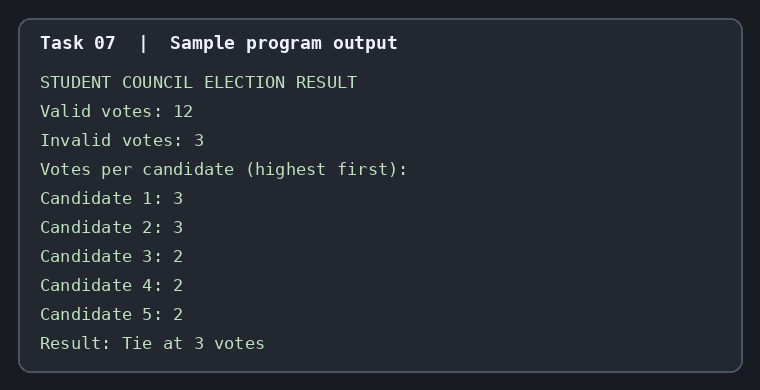 Task 07 | Sample program output
STUDENT COUNCIL ELECTION RESULT
Valid votes: 12
Invalid votes: 3
Votes per candidate (highest first):
Candidate 1: 3
Candidate 2: 3
Candidate 3: 2
Candidate 4: 2
Candidate 5: 2
Result: Tie at 3 votes